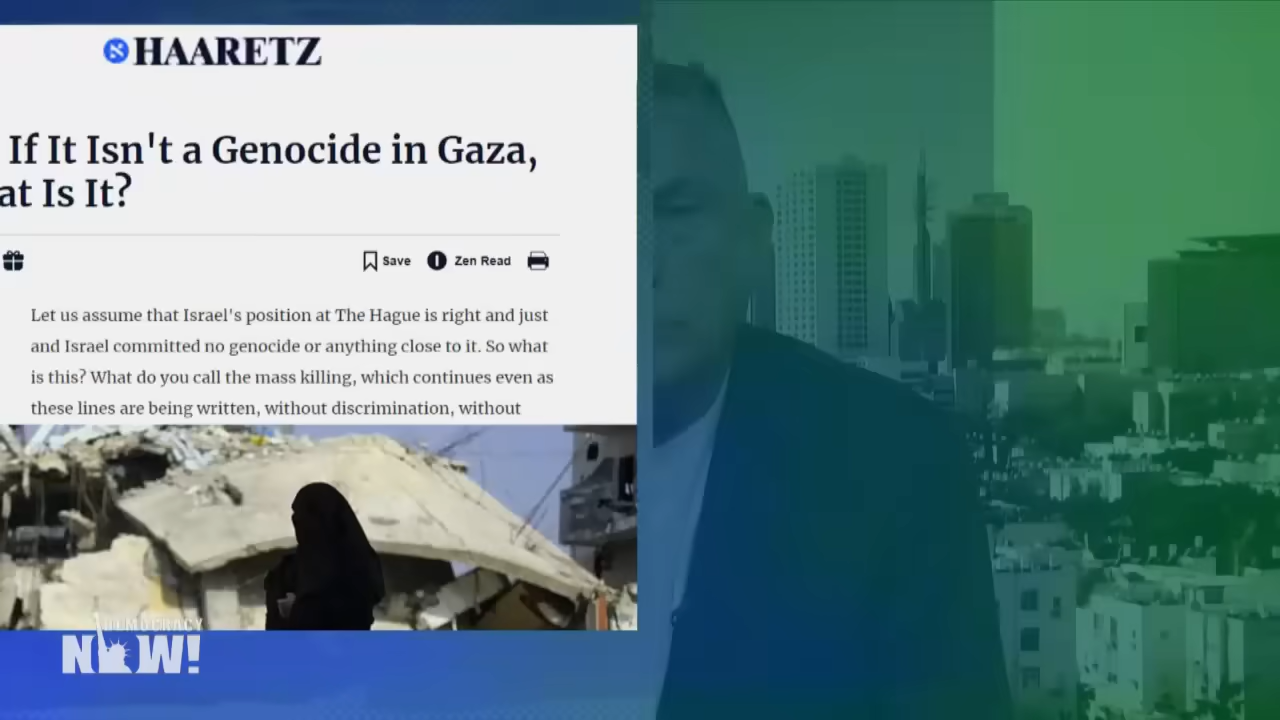 HAARETZ
If It Isn't a Genocide in Gaza,
at Is It?
Save
Zen Read
Let us assume that Israel's position at The Hague is right and just
and Israel committed no genocide or anything close to it. So what
is this? What do you call the mass killing, which continues even as
these lines are being written, without discrimination, without
DEMOCRACY
NOW!